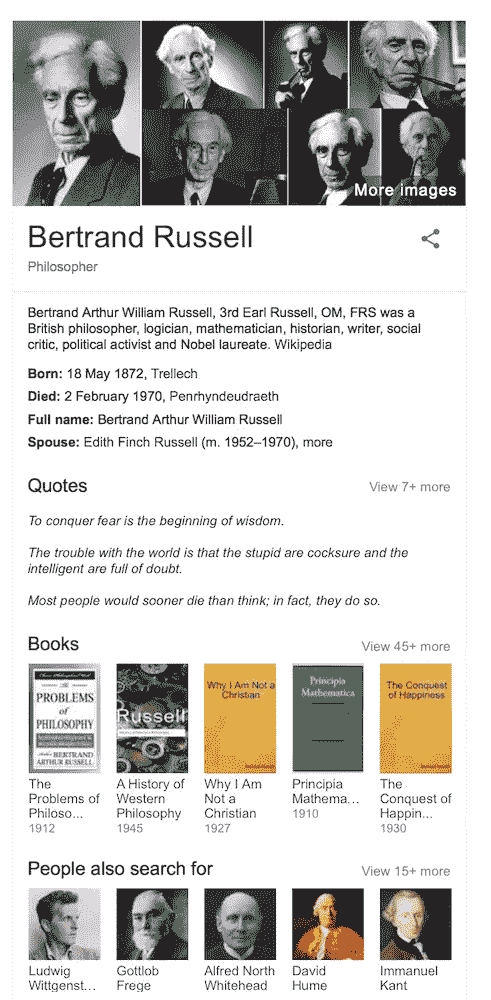 More images
Bertrand Russell
Philosopher
Bertrand Arthur William Russell, 3rd Earl Russell, OM, FRS was a
British philosopher, logician, mathematician, historian, writer, social
critic, political activist and Nobel laureate. Wikipedia
Born: 18 May 1872, Trellech
Died: 2 February 1970, Penrhyndeudraeth
Full name: Bertrand Arthur William Russell
Spouse: Edith Finch Russell (m. 1952–1970), more
Quotes
View 7+ more
To conquer fear is the beginning of wisdom.
The trouble with the world is that the stupid are cocksure and the
intelligent are full of doubt.
Most people would sooner die than think; in fact, they do so.
Books
View 45+ more
The
PROBLEMS
of
PHILOSOPHY
BERTRAND
ARTHUR RUSSELL
Russell
Why I Am Not a
Christian
Principia
Mathematica
The Conquest
of Happiness
The
Problems of
Philoso...
1912
A History of
Western
Philosophy
1945
Why I Am
Not a
Christian
1927
Principia
Mathema...
1910
The
Conquest of
Happin...
1930
People also search for
View 15+ more
Ludwig
Wittgenst...
Gottlob
Frege
Alfred North
Whitehead
David
Hume
Immanuel
Kant